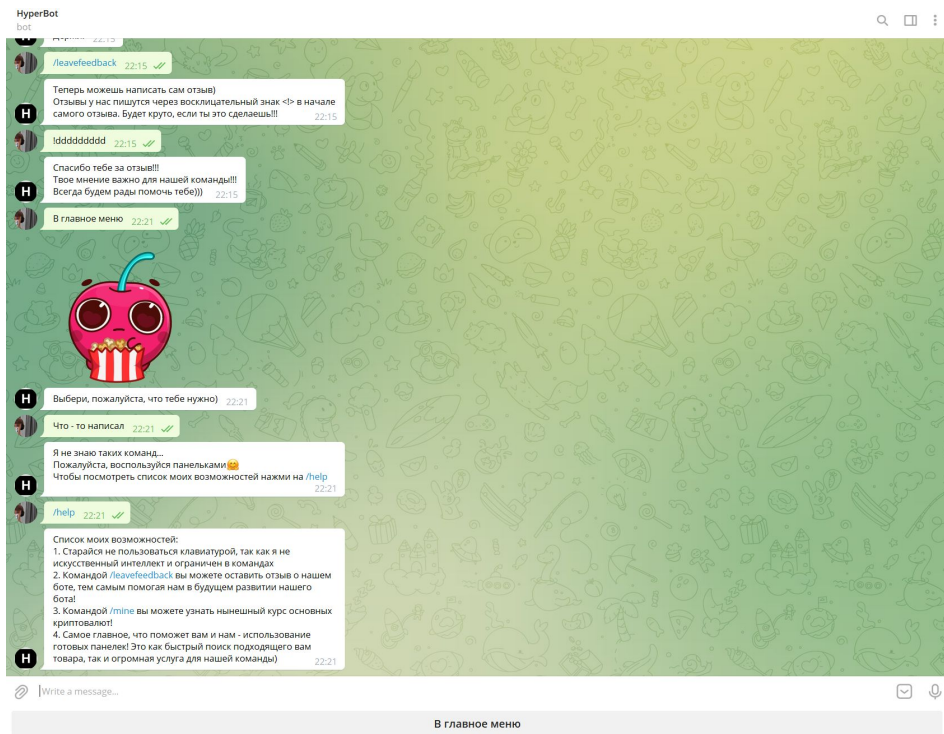 HyperBot
bot
22:15
/leavefeedback 22:15
Теперь можешь написать сам отзыв)
Отзывы у нас пишутся через восклицательный знак <!> в начале
самого отзыва. Будет круто, если ты это сделаешь!!! 22:15
H
!ddddddddd 22:15
Спасибо тебе за отзыв!!!
Твое мнение важно для нашей команды!!!
Всегда будем рады помочь тебе))) 22:15
H
В главное меню 22:21
H
Выбери, пожалуйста, что тебе нужно) 22:21
Что - то написал 22:21
Я не знаю таких команд...
Пожалуйста, воспользуйся панельками🤗
Чтобы посмотреть список моих возможностей нажми на /help
22:21
H
/help 22:21
Список моих возможностей:
1. Старайся не пользоваться клавиатурой, так как я не
искусственный интеллект и ограничен в командах
2. Командой /leavefeedback вы можете оставить отзыв о нашем
боте, тем самым помогая нам в будущем развитии нашего
бота!
3. Командой /mine вы можете узнать нынешний курс основных
криптовалют!
4. Самое главное, что поможет вам и нам - использование
готовых панелек! Это как быстрый поиск подходящего вам
товара, так и огромная услуга для нашей команды) 22:21
H
Write a message...
В главное меню